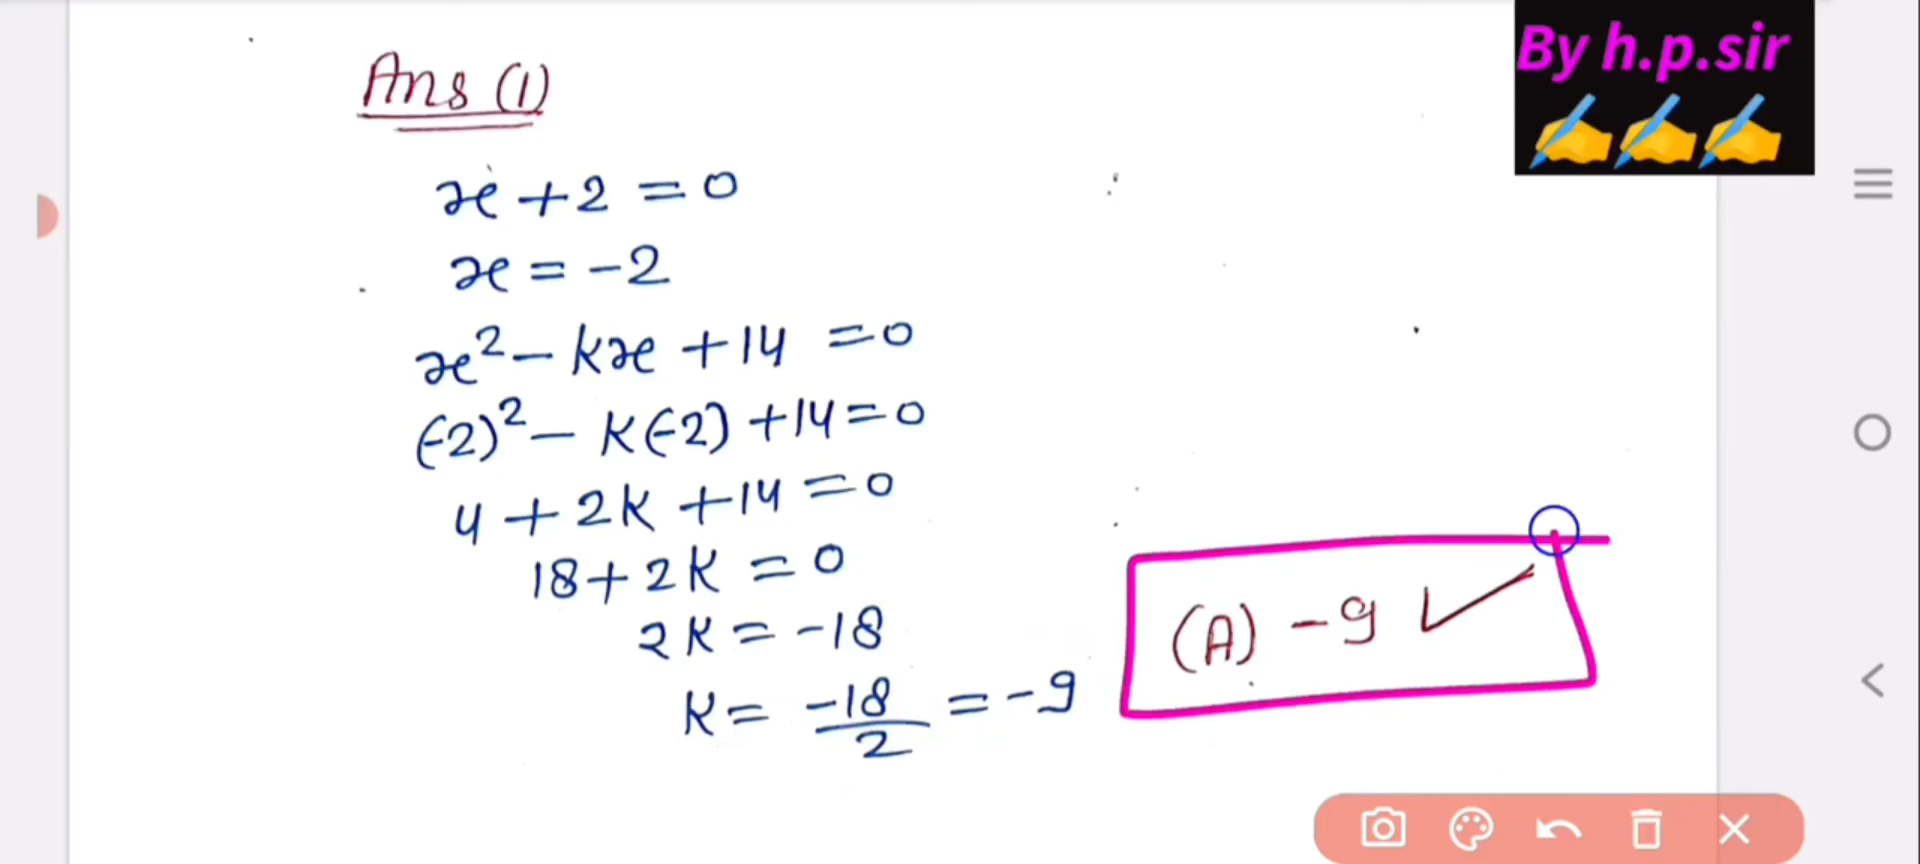 By h.p.sir
Ans (1)
x + 2 = 0
x = -2
x² - kx + 14 = 0
(-2)² - k(-2) + 14 = 0
4 + 2k + 14 = 0
18 + 2k = 0
2k = -18
k = -18/2 = -9
(A) -9 ✓